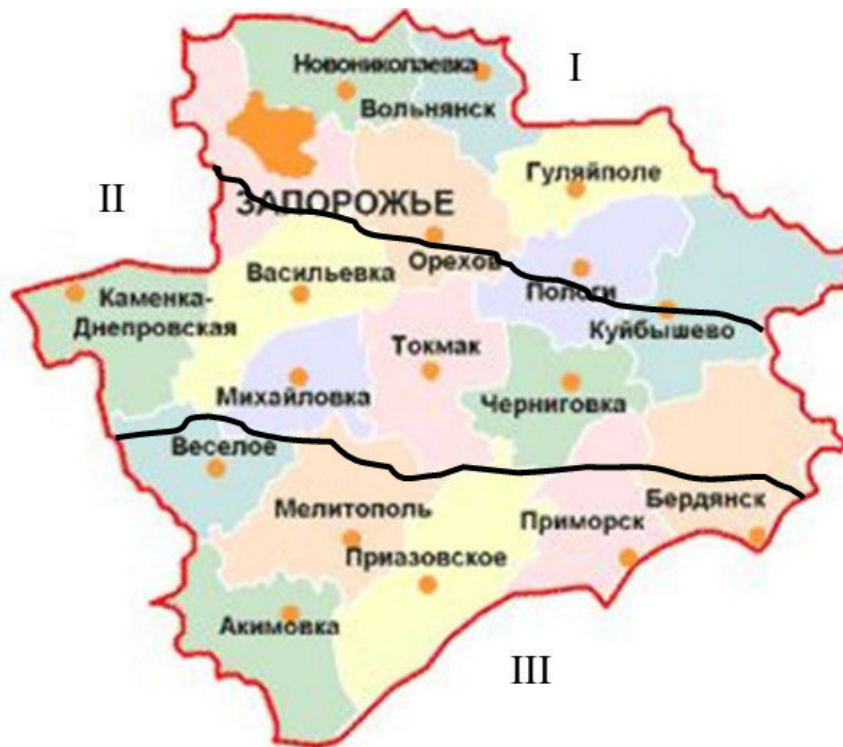 Новониколаевка
I
Вольнянск
Гуляйполе
II
ЗАПОРОЖЬЕ
Орехов
Васильевка
Пологи
Каменка-
Днепровская
Куйбышево
Токмак
Михайловка
Черниговка
Веселое
Бердянск
Мелитополь
Приморск
Приазовское
Акимовка
III